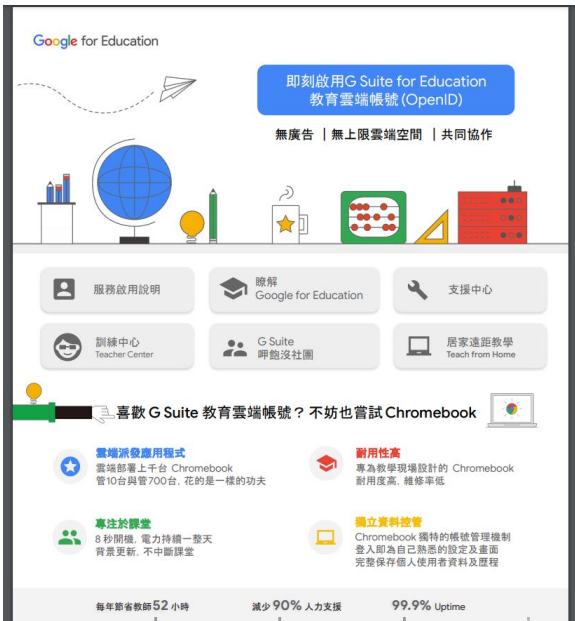 Google for Education
即刻啟用G Suite for Education
教育雲端帳號(OpenID)
無廣告 | 無上限雲端空間 | 共同協作
服務啟用說明
瞭解
Google for Education
支援中心
訓練中心
Teacher Center
G Suite
呷飽沒社團
居家遠距教學
Teach from Home
喜歡 G Suite 教育雲端帳號? 不妨也嘗試 Chromebook
雲端派發應用程式
雲端部署上千台 Chromebook
管10台與管700台, 花的是一樣的功夫
耐用性高
專為教學現場設計的 Chromebook
耐用度高, 維修率低
專注於課堂
8 秒開機, 電力持續一整天
背景更新, 不中斷課堂
獨立資料控管
Chromebook 獨特的帳號管理機制
登入即為自己熟悉的設定及畫面
完整保存個人使用者資料及歷程
每年節省教師52 小時
減少 90% 人力支援
99.9% Uptime